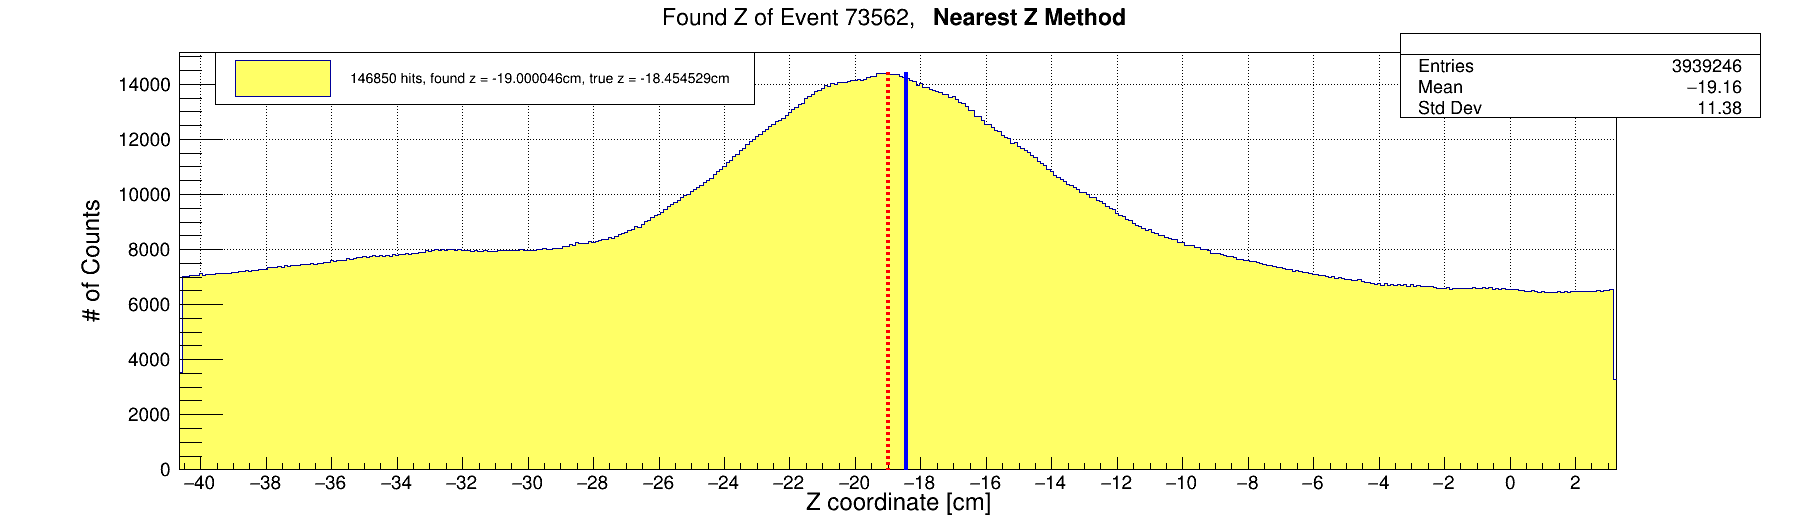 Found Z of Event 73562, Nearest Z Method
146850 hits, found z = -19.000046cm, true z = -18.454529cm
Entries 3939246
Mean −19.16
Std Dev 11.38
# of Counts
14000
12000
10000
8000
6000
4000
2000
0
−40 −38 −36 −34 −32 −30 −28 −26 −24 −22 −20 −18 −16 −14 −12 −10 −8 −6 −4 −2 0 2
Z coordinate [cm]